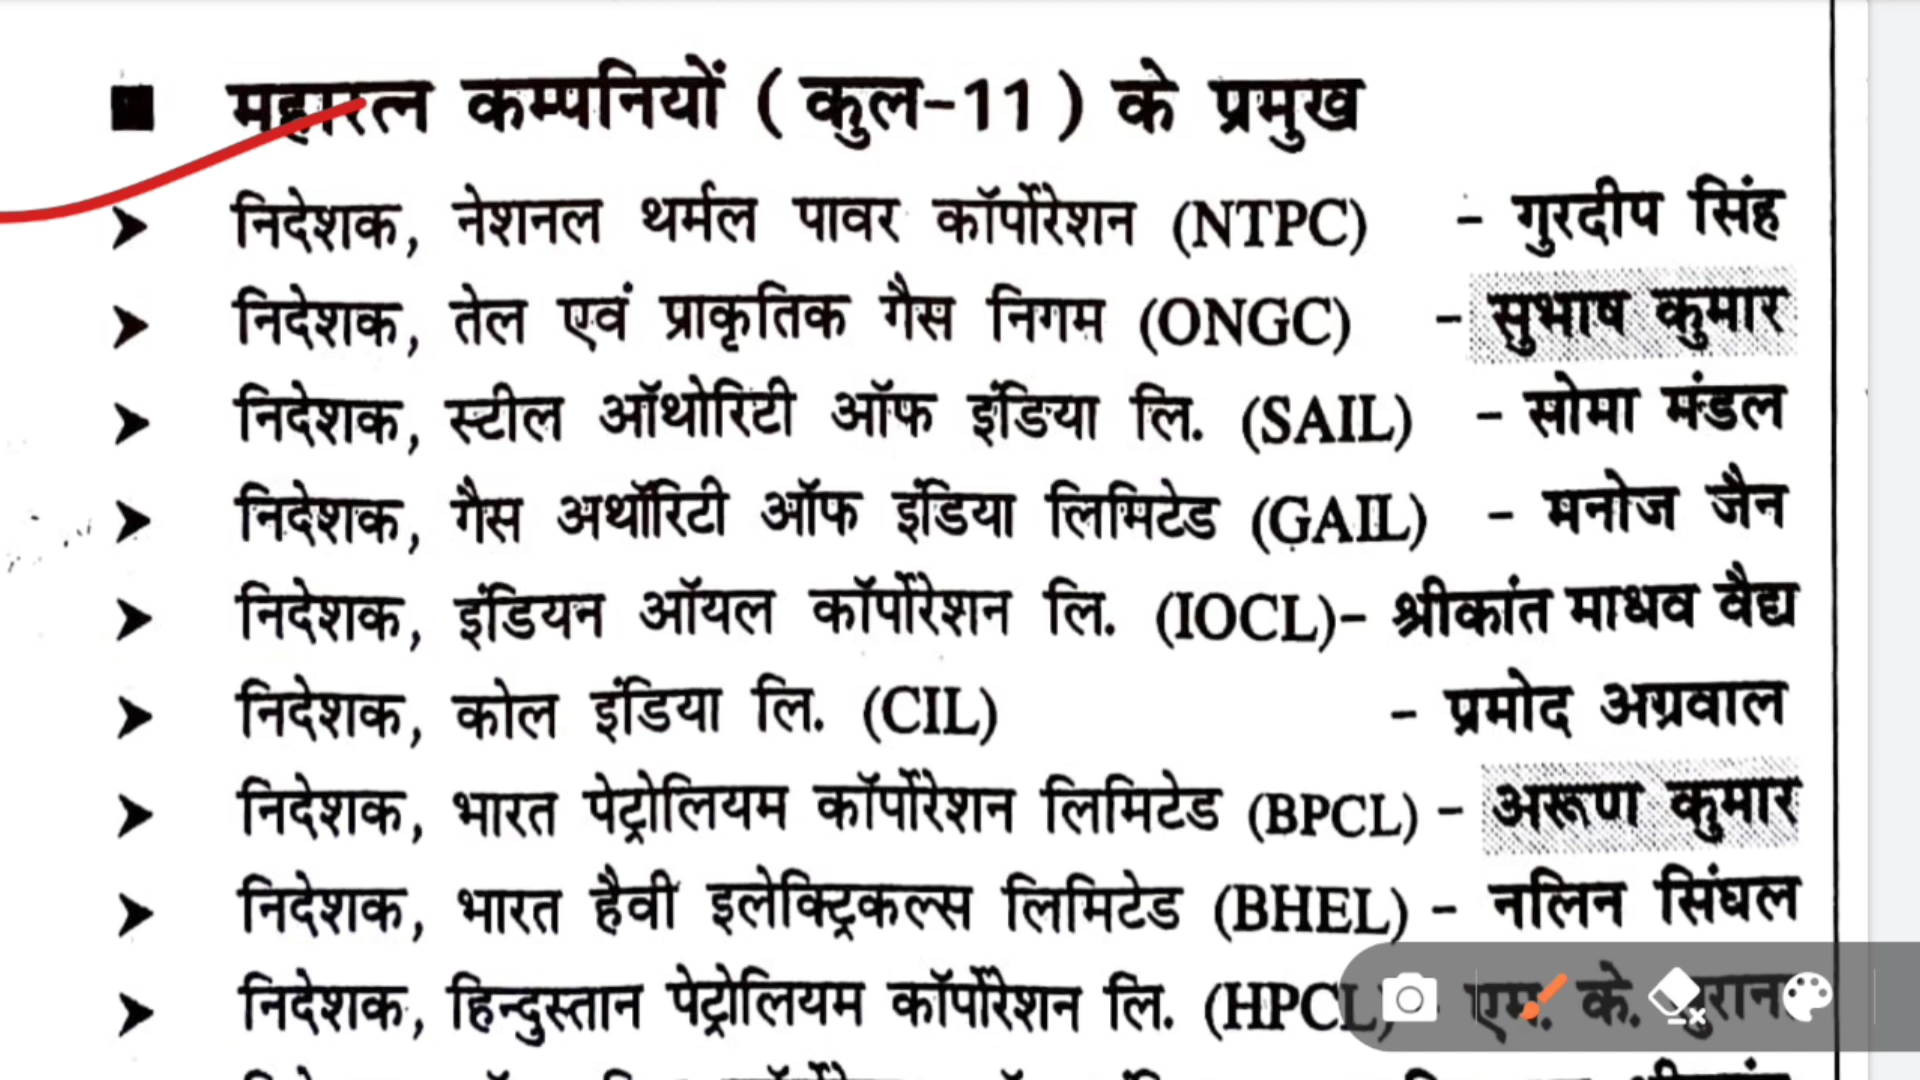 ■ महारत्न कम्पनियों ( कुल-11 ) के प्रमुख
➤ निदेशक, नेशनल थर्मल पावर कॉर्पोरेशन (NTPC) - गुरदीप सिंह
➤ निदेशक, तेल एवं प्राकृतिक गैस निगम (ONGC) - सुभाष कुमार
➤ निदेशक, स्टील ऑथोरिटी ऑफ इंडिया लि. (SAIL) - सोमा मंडल
➤ निदेशक, गैस अथॉरिटी ऑफ इंडिया लिमिटेड (GAIL) - मनोज जैन
➤ निदेशक, इंडियन ऑयल कॉर्पोरेशन लि. (IOCL)- श्रीकांत माधव वैद्य
➤ निदेशक, कोल इंडिया लि. (CIL) - प्रमोद अग्रवाल
➤ निदेशक, भारत पेट्रोलियम कॉर्पोरेशन लिमिटेड (BPCL) - अरूण कुमार
➤ निदेशक, भारत हैवी इलेक्ट्रिकल्स लिमिटेड (BHEL) - नलिन सिंघल
➤ निदेशक, हिन्दुस्तान पेट्रोलियम कॉर्पोरेशन लि. (HPCL) - एम. के.